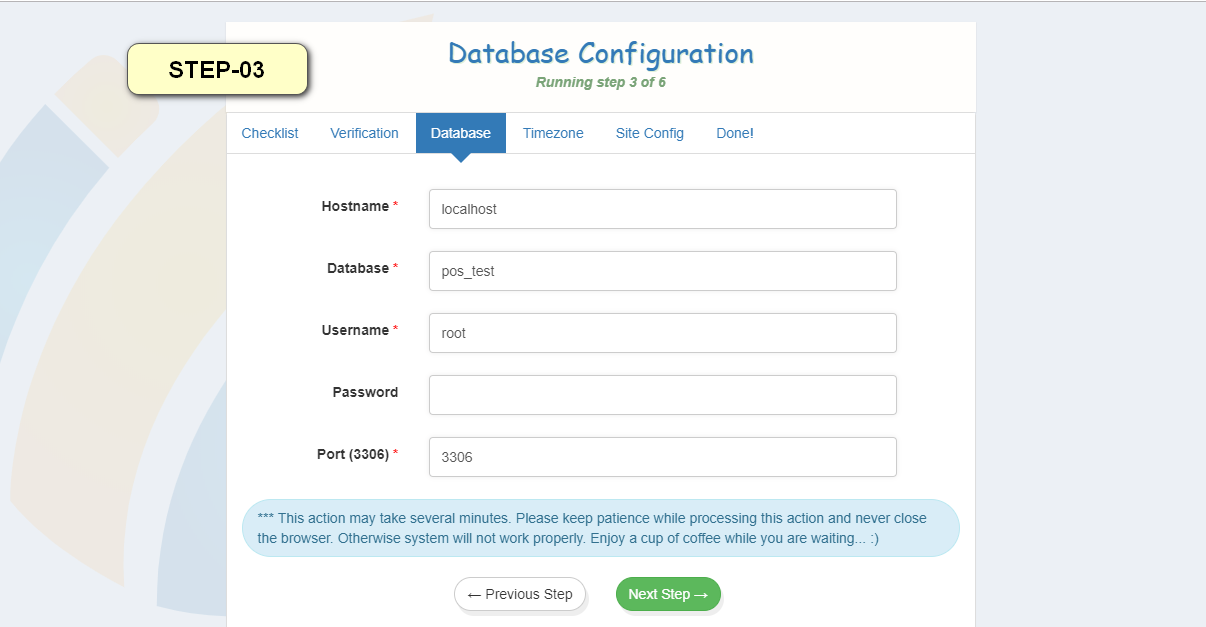 STEP-03
Database Configuration
Running step 3 of 6
Checklist Verification Database Timezone Site Config Done!
Hostname * localhost
Database * pos_test
Username * root
Password
Port (3306) * 3306
*** This action may take several minutes. Please keep patience while processing this action and never close
the browser. Otherwise system will not work properly. Enjoy a cup of coffee while you are waiting... :)
← Previous Step Next Step →